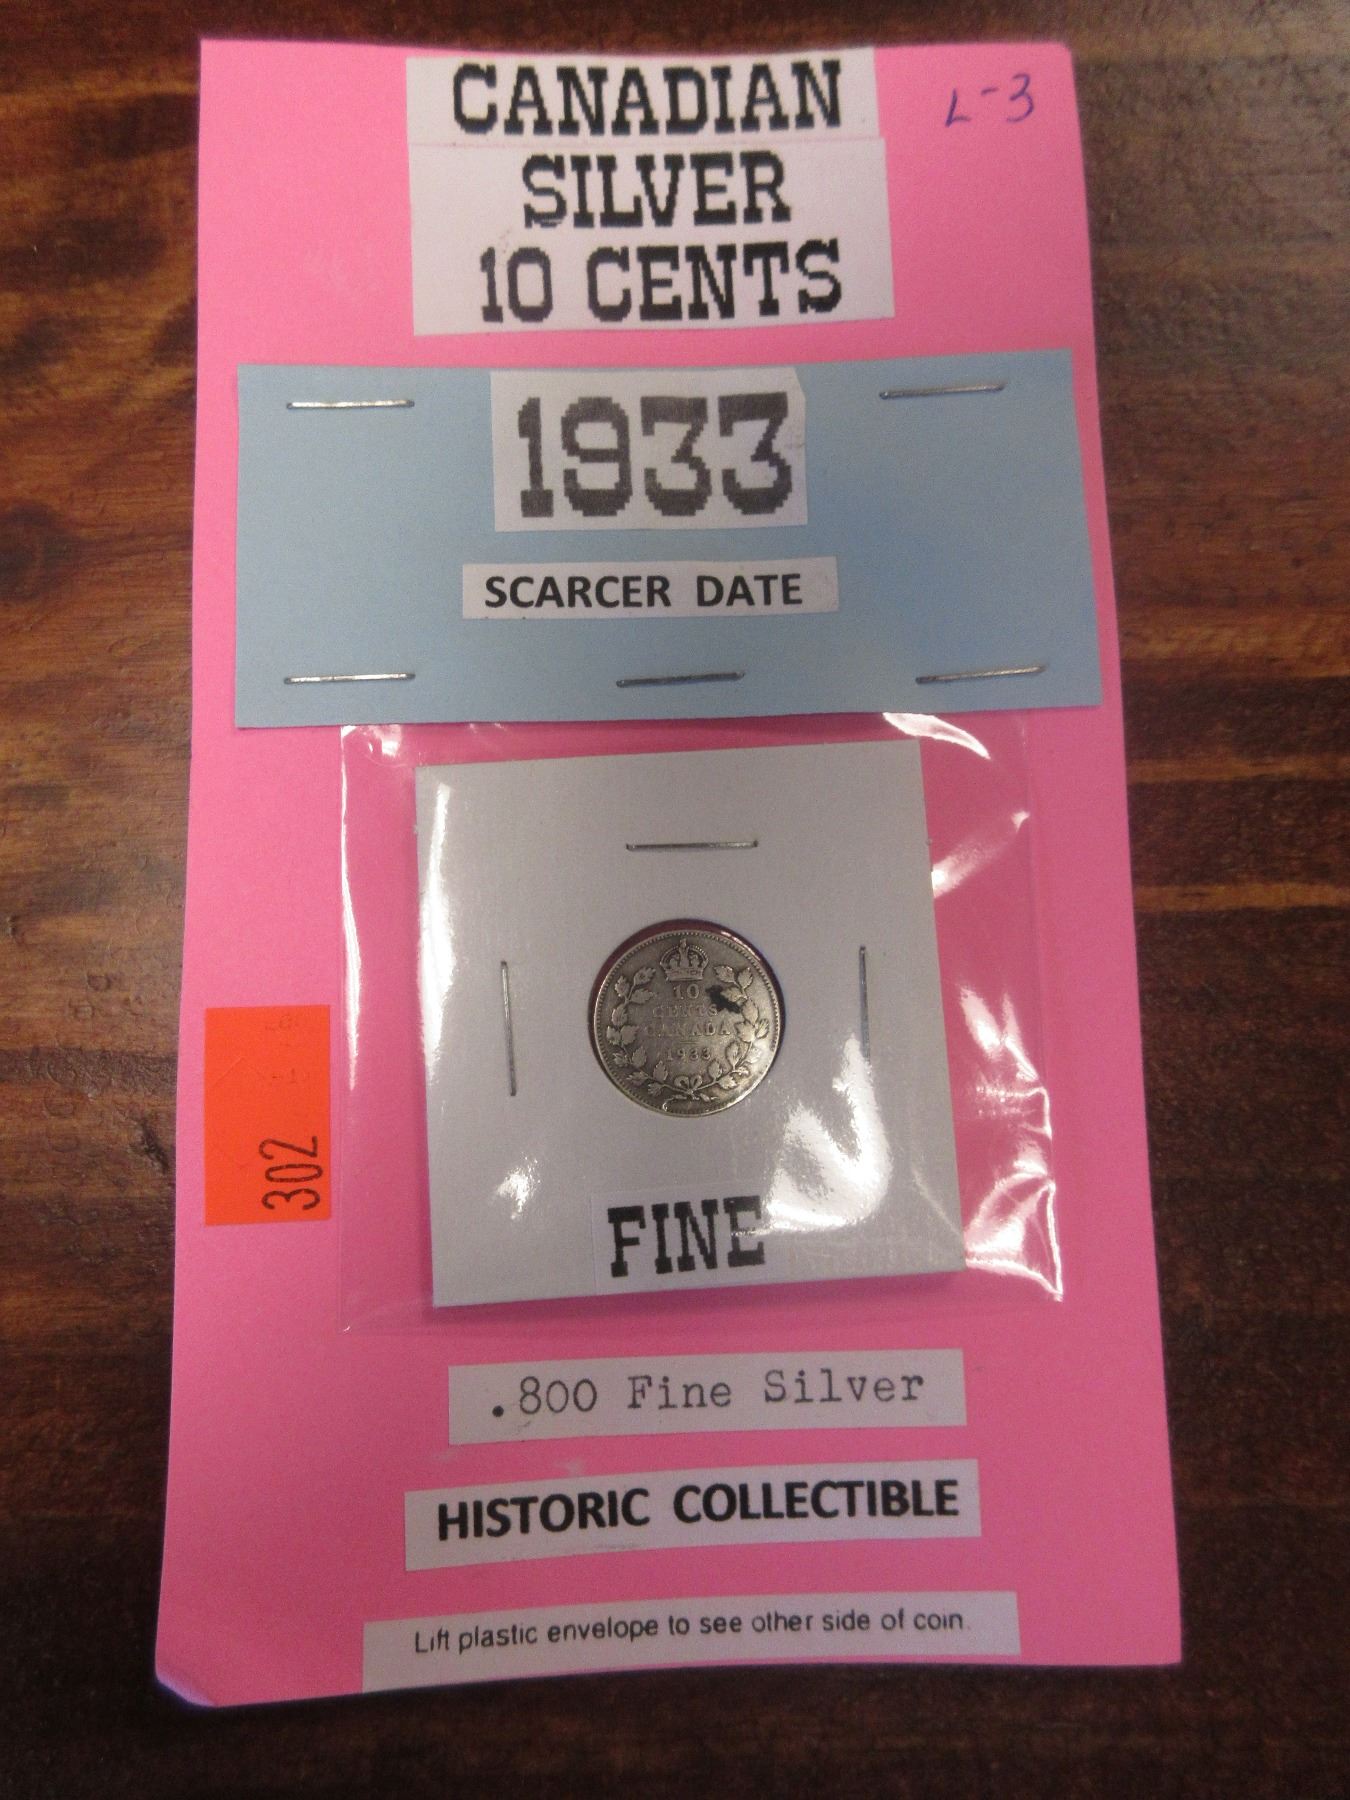 CANADIAN
L-3
SILVER
10 CENTS
1933
SCARCER DATE
10
CENTS
CANADA
1933
302
FINE
.800 Fine Silver
HISTORIC COLLECTIBLE
Lift plastic envelope to see other side of coin.